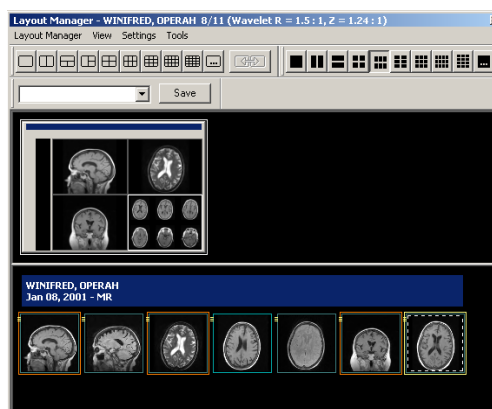 Layout Manager - WINIFRED, OPERAH 8/11 (Wavelet R = 1.5 : 1, Z = 1.24 : 1)
Layout Manager View Settings Tools
...
...
Save
WINIFRED, OPERAH
Jan 08, 2001 - MR